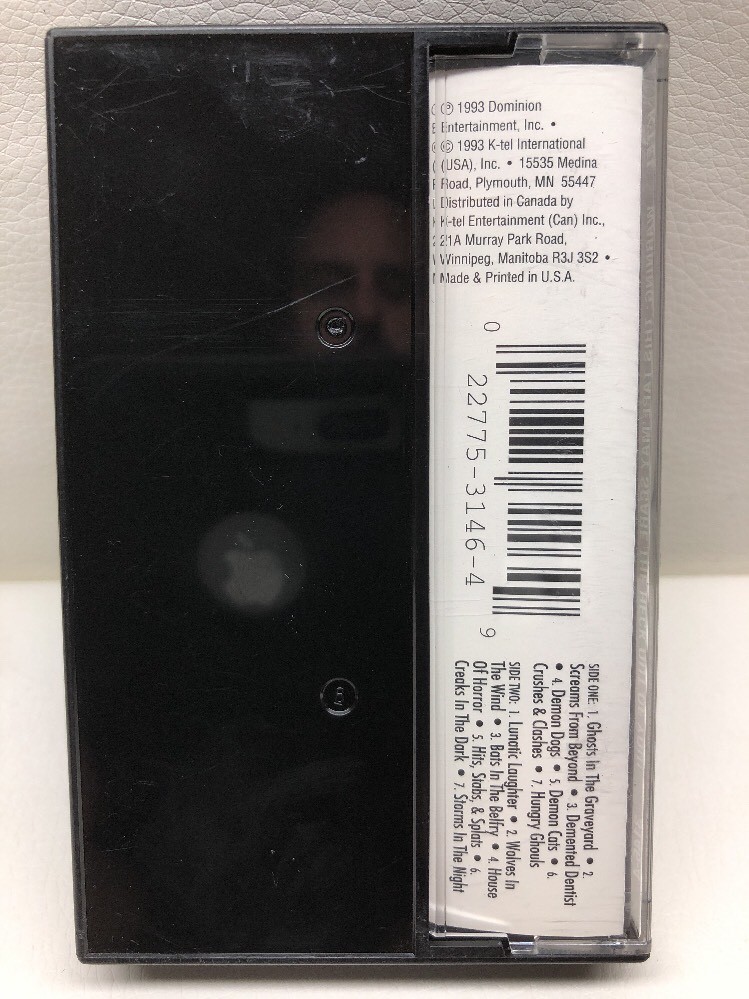 ℗ 1993 Dominion
Entertainment, Inc. •
© 1993 K-tel International
(USA), Inc. • 15535 Medina
Road, Plymouth, MN 55447
Distributed in Canada by
K-tel Entertainment (Can) Inc.,
21A Murray Park Road,
Winnipeg, Manitoba R3J 3S2 •
Made & Printed in U.S.A.
0 22775-3146-4 9
SIDE ONE: 1. Ghosts In The Graveyard • 2.
Screams From Beyond • 3. Demented Dentist
• 4. Demon Dogs • 5. Demon Cats • 6.
Crushes & Clashes • 7. Hungry Ghouls
SIDE TWO: 1. Lunatic Laughter • 2. Wolves In
The Wind • 3. Bats In The Belfry • 4. House
Of Horror • 5. Hits, Stabs, & Splats • 6.
Creaks In The Dark • 7. Storms In The Night